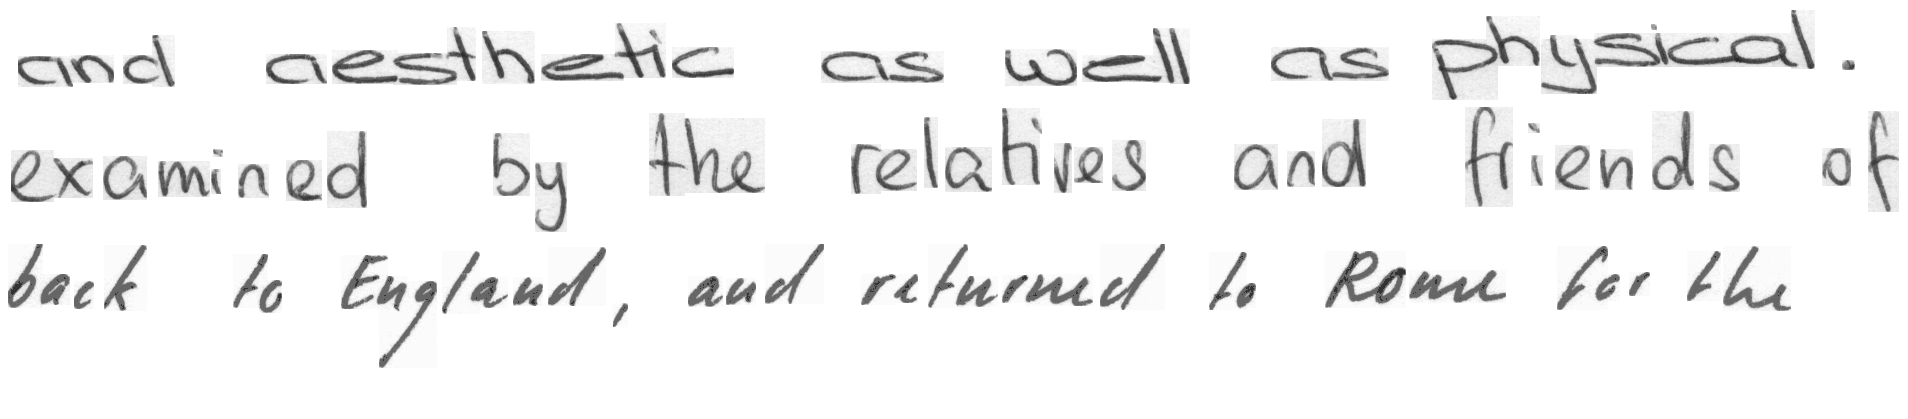 and aesthetic as well as physical.
examined by the relatives and friends of
back to England, and returned to Rome for the